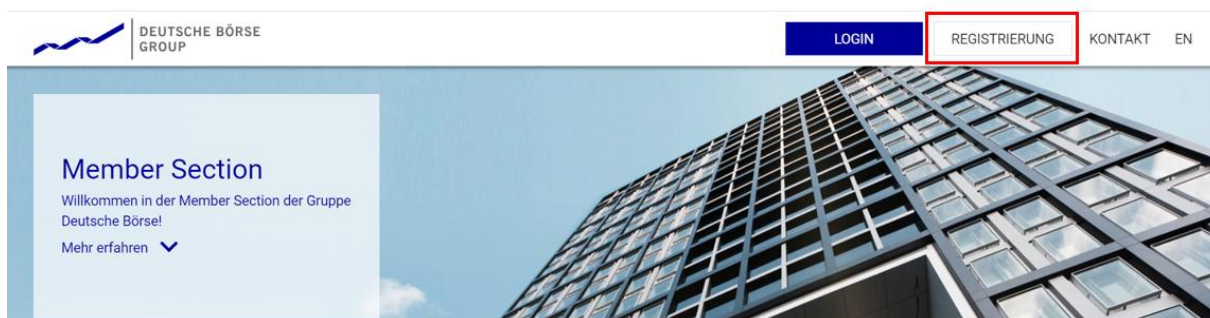 DEUTSCHE BÖRSE
GROUP
LOGIN
REGISTRIERUNG
KONTAKT
EN
Member Section
Willkommen in der Member Section der Gruppe
Deutsche Börse!
Mehr erfahren